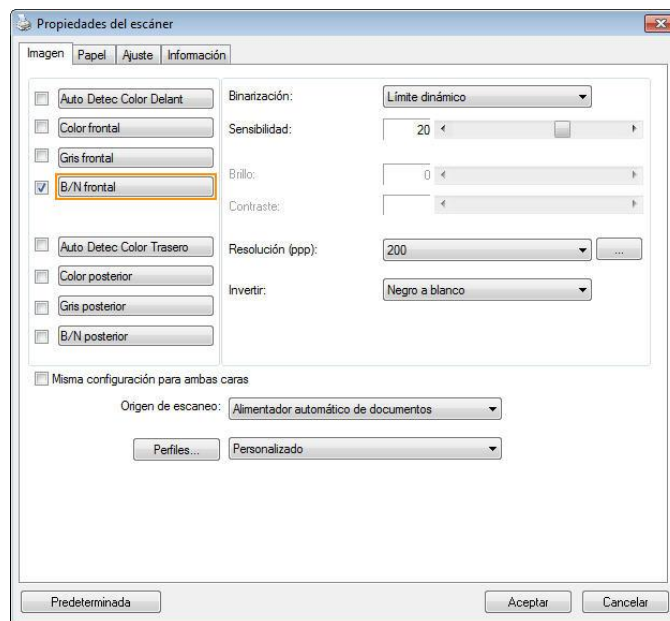 Propiedades del escáner
Imagen Papel Ajuste Información
Auto Detec Color Delant
Color frontal
Gris frontal
B/N frontal
Auto Detec Color Trasero
Color posterior
Gris posterior
B/N posterior
Binarización: Límite dinámico
Sensibilidad: 20
Brillo: 0
Contraste:
Resolución (ppp): 200 ...
Invertir: Negro a blanco
Misma configuración para ambas caras
Origen de escaneo: Alimentador automático de documentos
Perfiles... Personalizado
Predeterminada Aceptar Cancelar